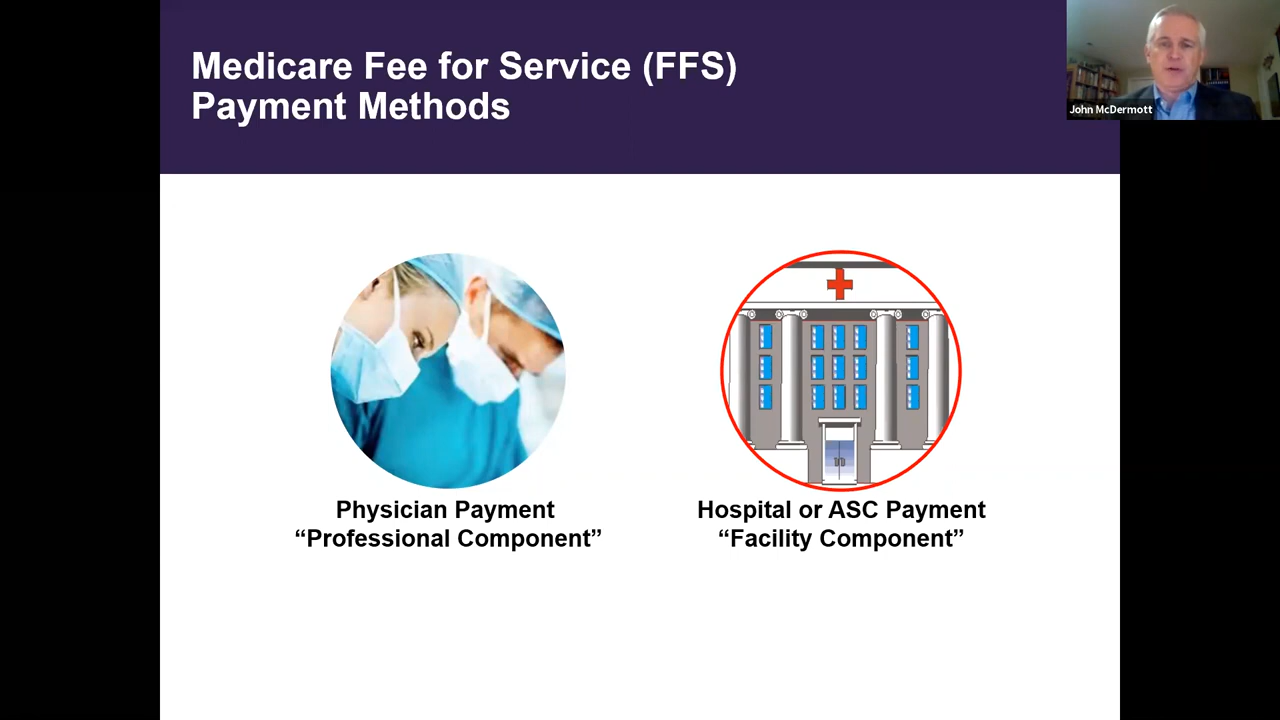 Medicare Fee for Service (FFS)
Payment Methods
John McDermott
Physician Payment
“Professional Component”
Hospital or ASC Payment
“Facility Component”